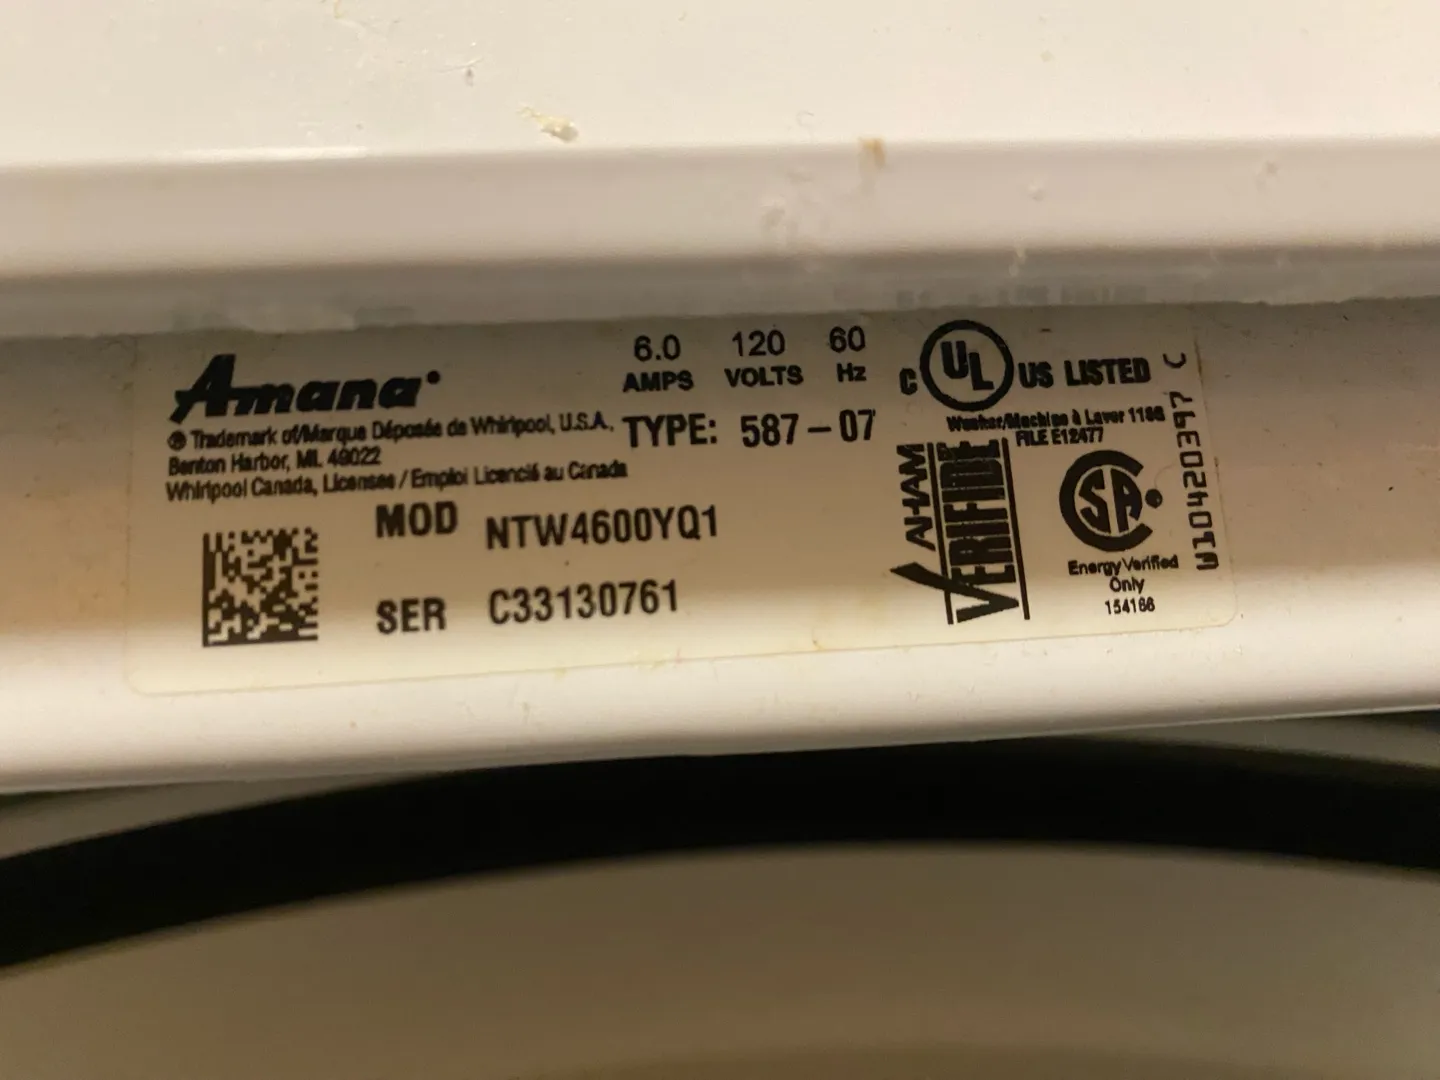 Amana®
6.0 120 60
AMPS VOLTS Hz
TYPE: 587-07
® Trademark of/Marque Déposée de Whirlpool, U.S.A.,
Benton Harbor, MI. 49022
Whirlpool Canada, Licensee / Emploi Licencié au Canada
MOD NTW4600YQ1
SER C33130761
C UL US LISTED
Washer/Machine à Laver 1186
FILE E12477
AHAM
VERIFIDE
SA
Energy Verified
Only
154166
W10420397 C